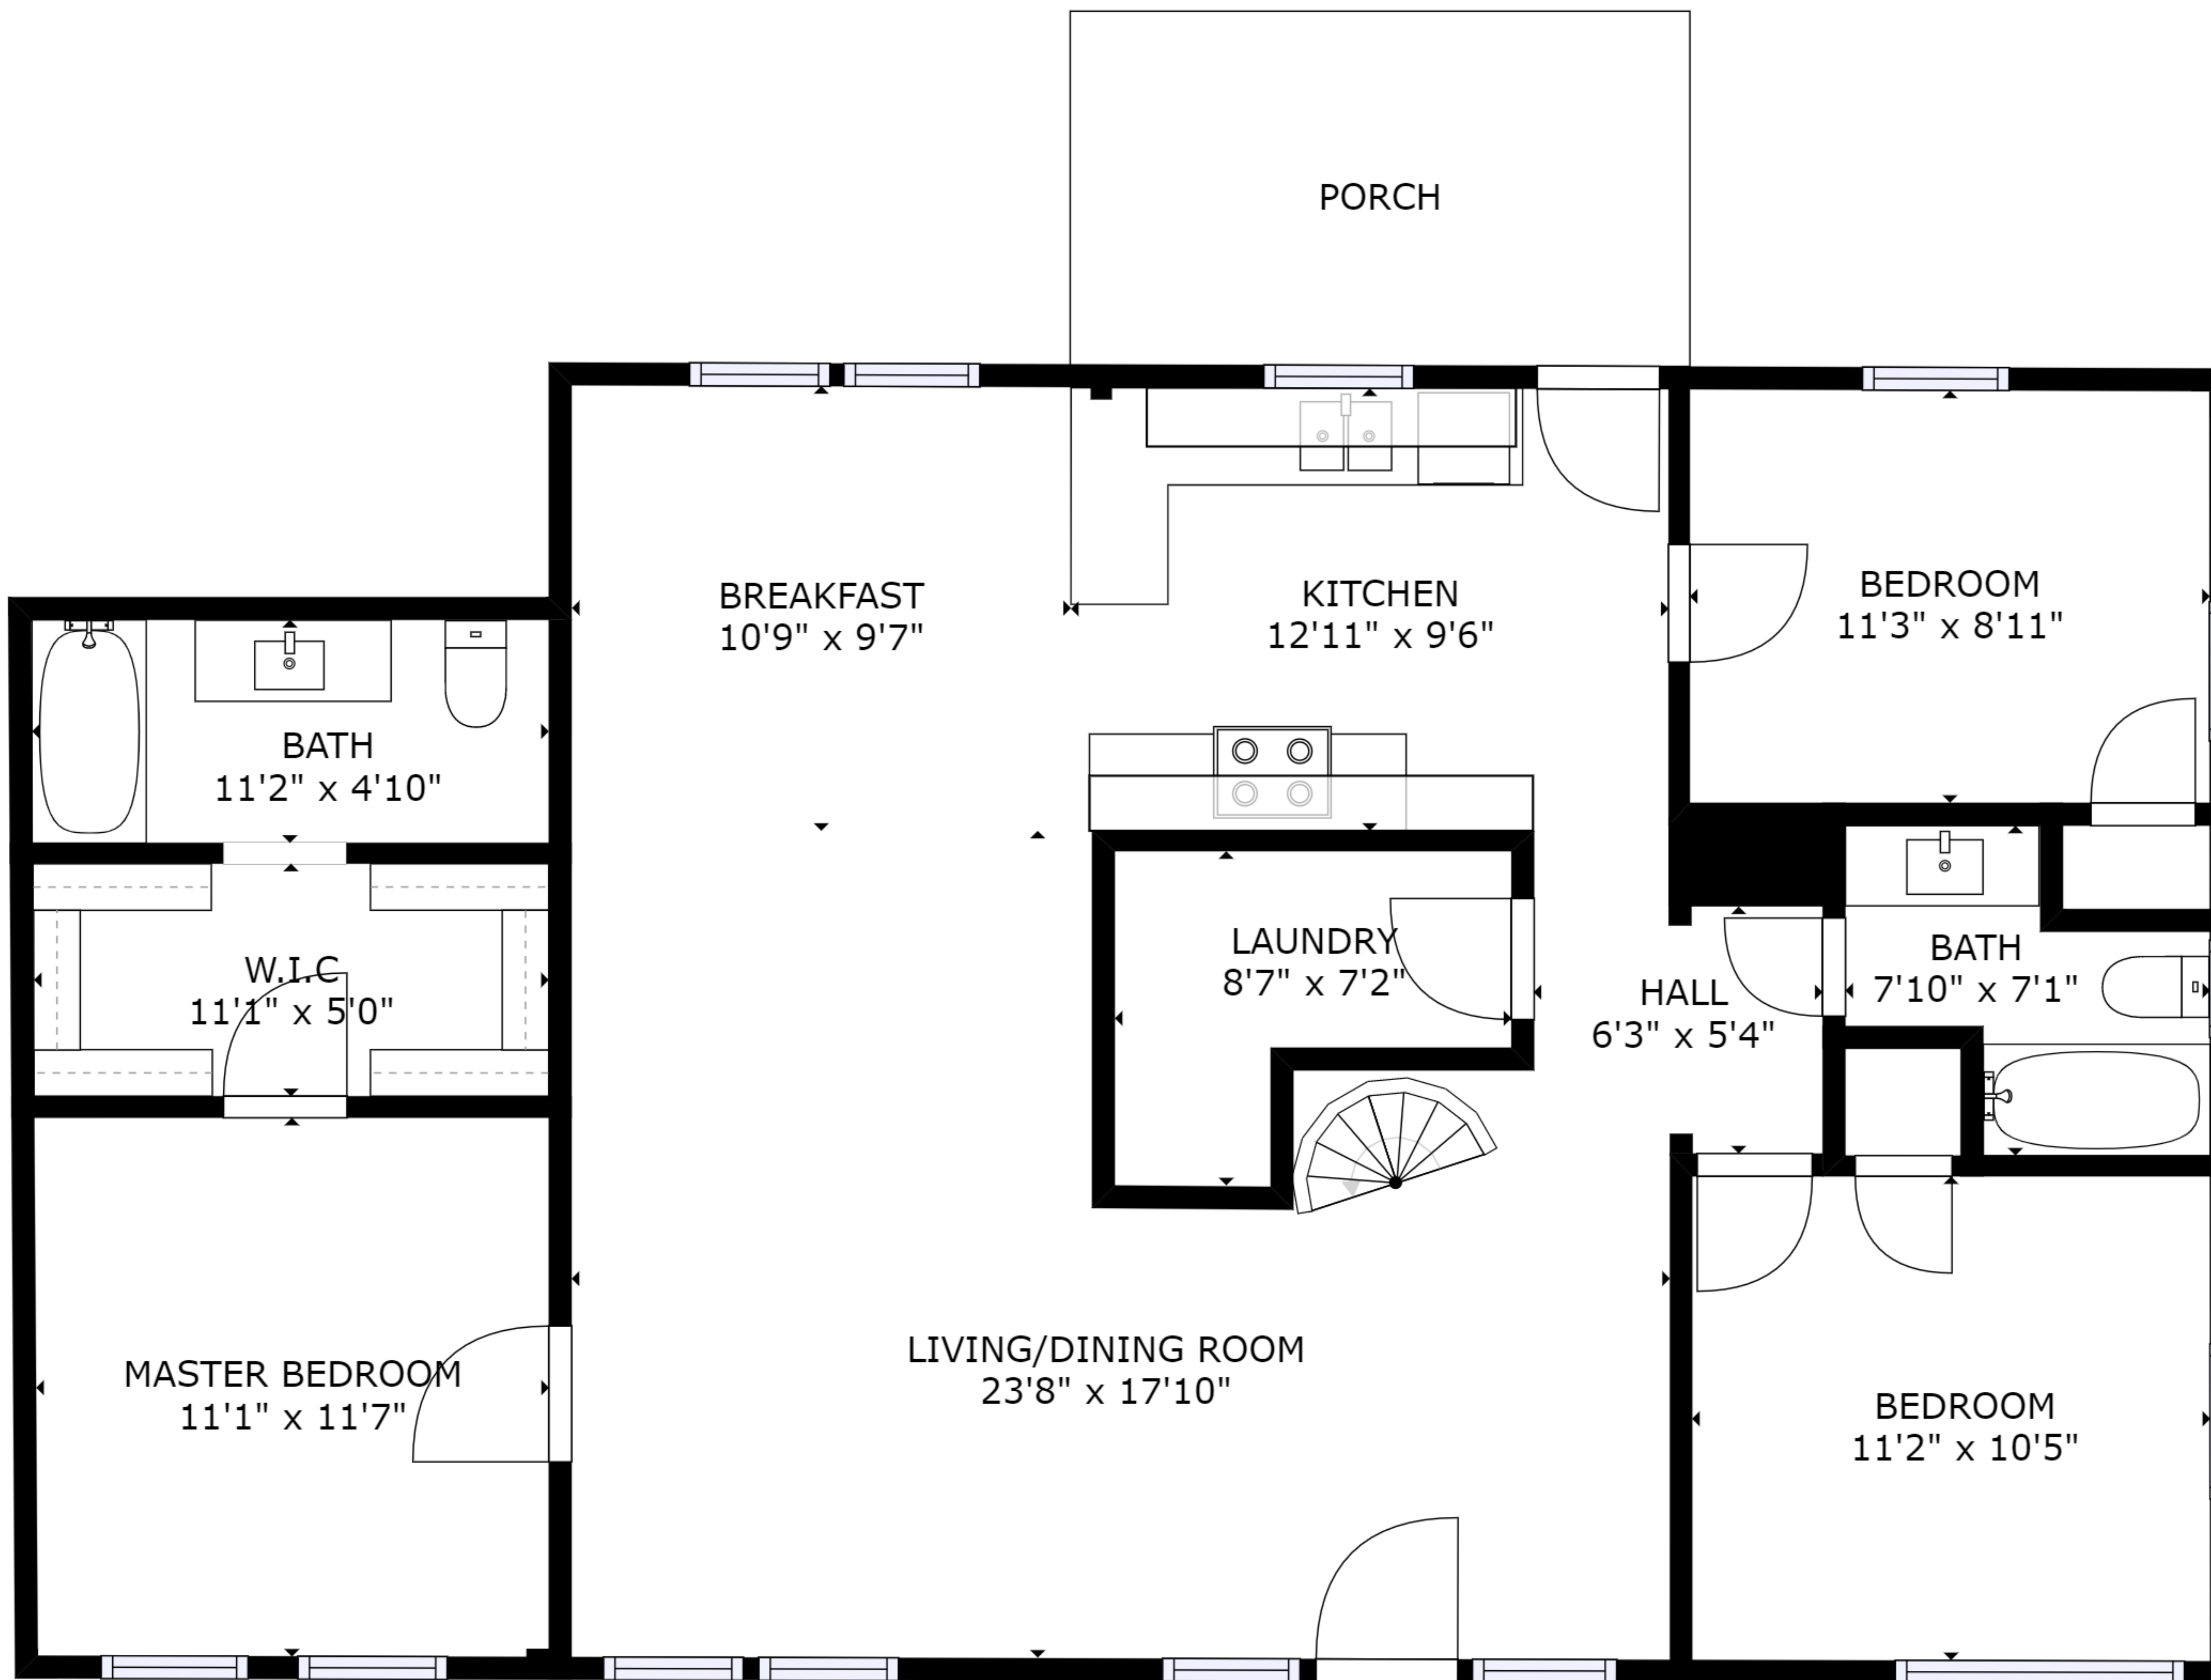 PORCH
BREAKFAST
10'9" x 9'7"
KITCHEN
12'11" x 9'6"
BEDROOM
11'3" x 8'11"
BATH
11'2" x 4'10"
W.I.C
11'1" x 5'0"
LAUNDRY
8'7" x 7'2"
HALL
6'3" x 5'4"
BATH
7'10" x 7'1"
MASTER BEDROOM
11'1" x 11'7"
LIVING/DINING ROOM
23'8" x 17'10"
BEDROOM
11'2" x 10'5"